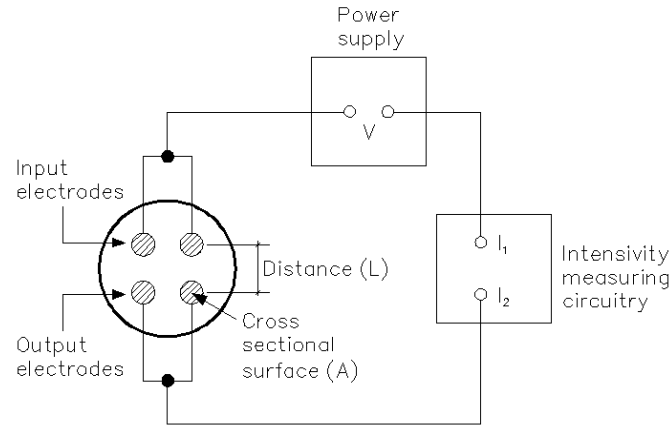 Power
supply
V
Input
electrodes
I₁
Distance (L)
Intensivity
measuring
circuitry
I₂
Output
electrodes
Cross
sectional
surface (A)